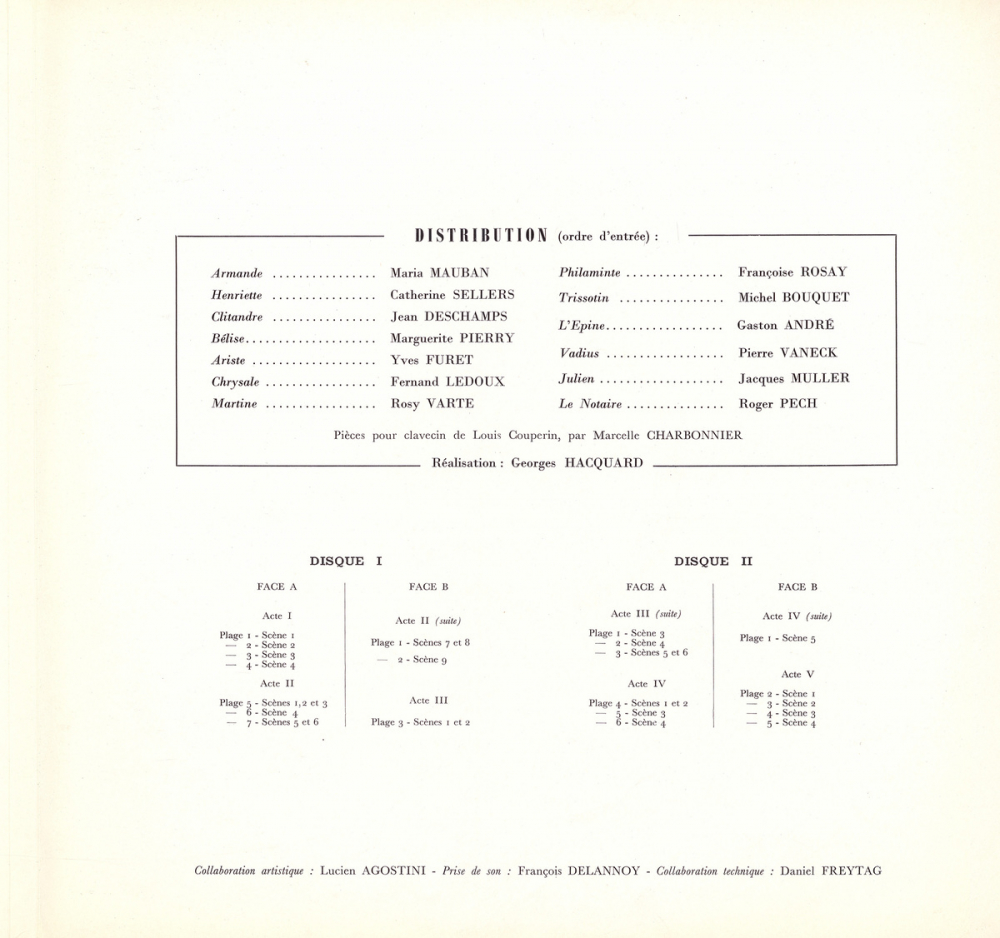 DISTRIBUTION (ordre d'entrée) :
Armande ................ Maria MAUBAN
Henriette ................ Catherine SELLERS
Clitandre ................ Jean DESCHAMPS
Bélise.................... Marguerite PIERRY
Ariste ................... Yves FURET
Chrysale ................. Fernand LEDOUX
Martine ................. Rosy VARTE
Philaminte ............... Françoise ROSAY
Trissotin ................ Michel BOUQUET
L'Epine.................. Gaston ANDRÉ
Vadius .................. Pierre VANECK
Julien ................... Jacques MULLER
Le Notaire ............... Roger PECH
Pièces pour clavecin de Louis Couperin, par Marcelle CHARBONNIER
Réalisation : Georges HACQUARD
DISQUE I
FACE A
Acte I
Plage 1 - Scène 1
— 2 - Scène 2
— 3 - Scène 3
— 4 - Scène 4
Acte II
Plage 5 - Scènes 1,2 et 3
— 6 - Scène 4
— 7 - Scènes 5 et 6
FACE B
Acte II (suite)
Plage 1 - Scènes 7 et 8
— 2 - Scène 9
Acte III
Plage 3 - Scènes 1 et 2
DISQUE II
FACE A
Acte III (suite)
Plage 1 - Scène 3
— 2 - Scène 4
— 3 - Scènes 5 et 6
Acte IV
Plage 4 - Scènes 1 et 2
— 5 - Scène 3
— 6 - Scène 4
FACE B
Acte IV (suite)
Plage 1 - Scène 5
Acte V
Plage 2 - Scène 1
— 3 - Scène 2
— 4 - Scène 3
— 5 - Scène 4
Collaboration artistique : Lucien AGOSTINI - Prise de son : François DELANNOY - Collaboration technique : Daniel FREYTAG